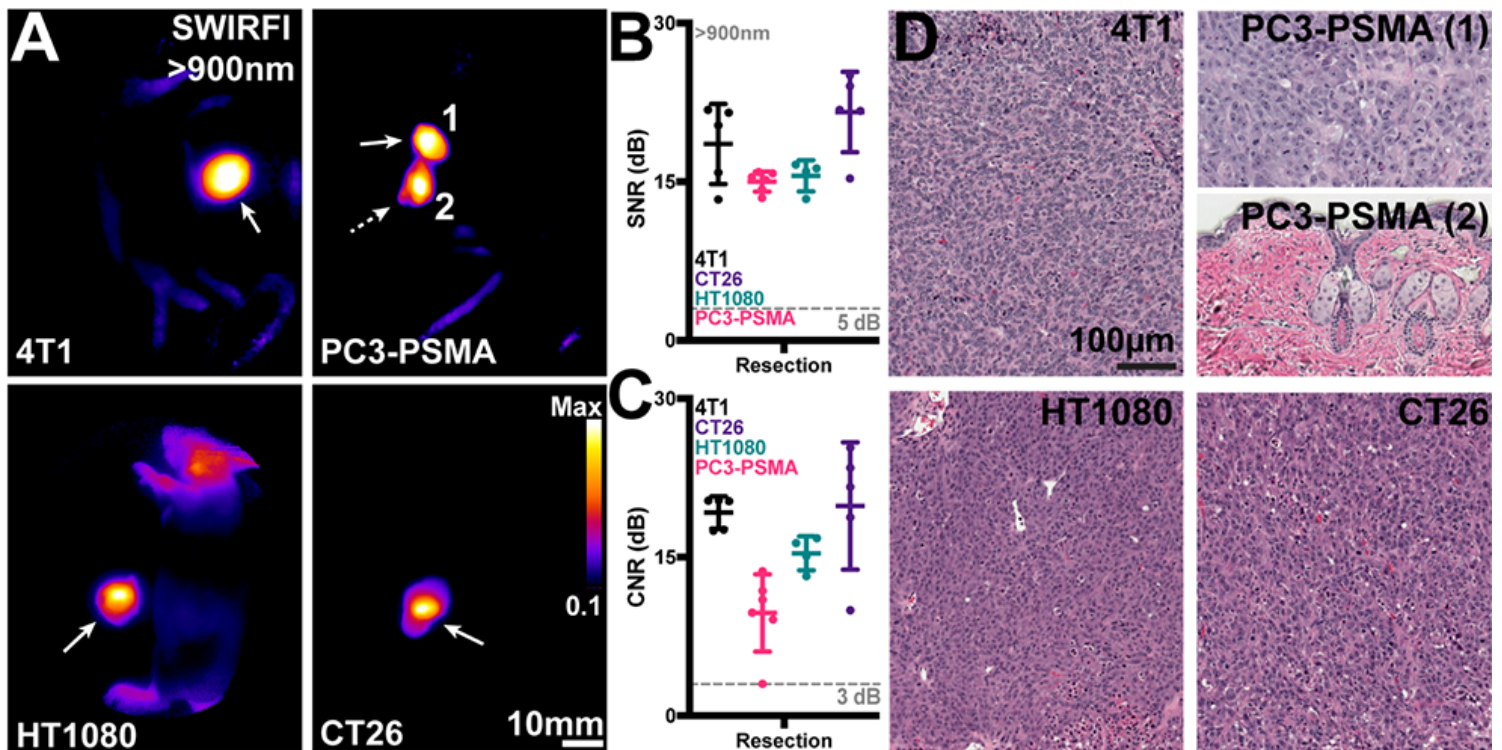 A
SWIRFI
>900nm
4T1
1
2
PC3-PSMA
HT1080
Max
0.1
CT26
10mm
B
30
>900nm
15
SNR (dB)
4T1
CT26
HT1080
PC3-PSMA
5 dB
0
Resection
C
30
4T1
CT26
HT1080
PC3-PSMA
15
CNR (dB)
3 dB
0
Resection
D
4T1
100µm
PC3-PSMA (1)
PC3-PSMA (2)
HT1080
CT26